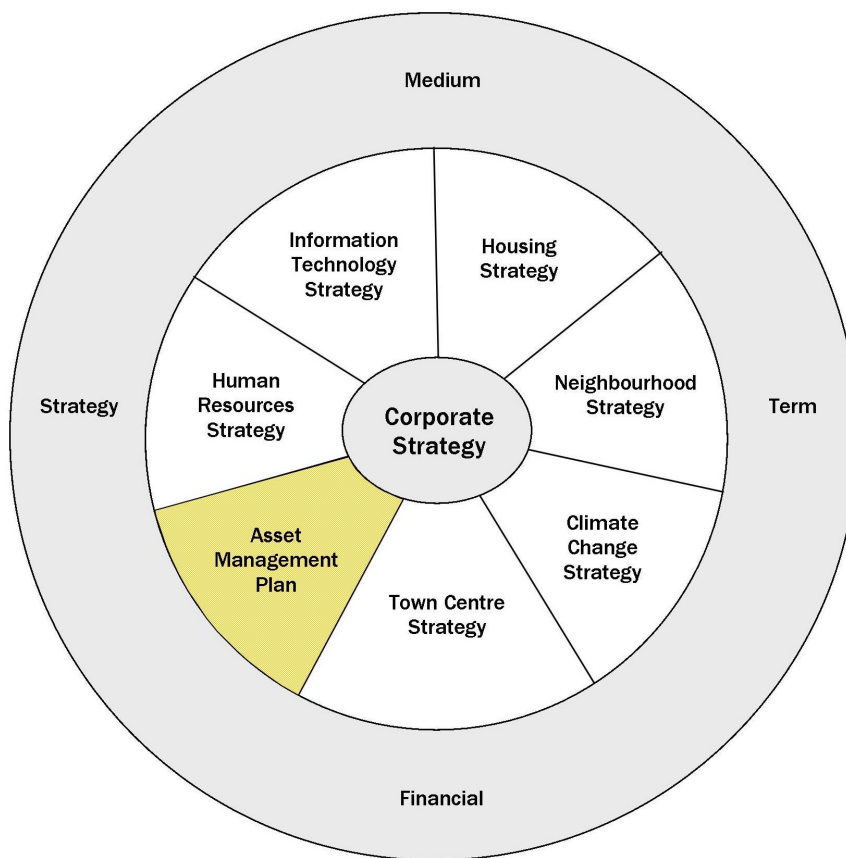 Medium
Information
Technology
Strategy
Housing
Strategy
Human
Resources
Strategy
Neighbourhood
Strategy
Strategy
Corporate
Strategy
Term
Asset
Management
Plan
Climate
Change
Strategy
Town Centre
Strategy
Financial